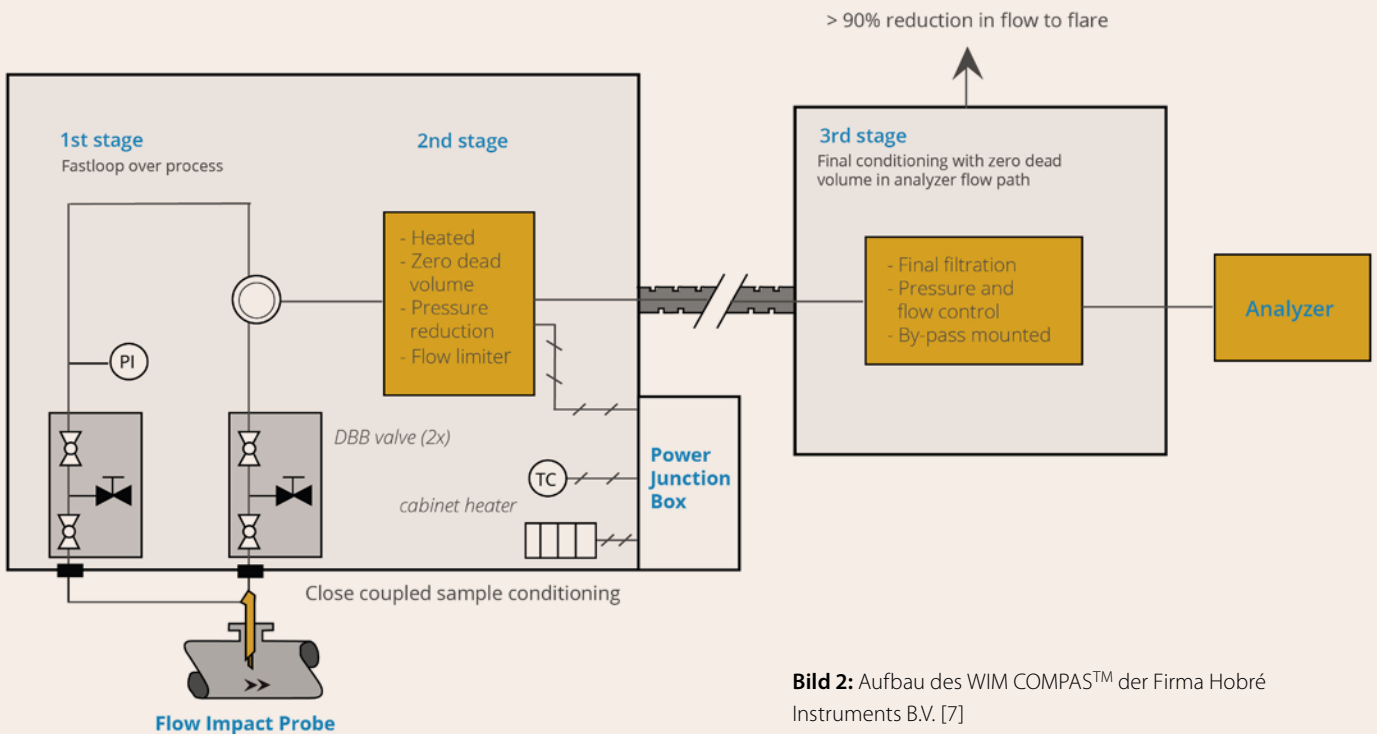 > 90% reduction in flow to flare
1st stage
Fastloop over process
2nd stage
- Heated
- Zero dead
volume
- Pressure
reduction
- Flow limiter
PI
DBB valve (2x)
TC
cabinet heater
Power
Junction
Box
Close coupled sample conditioning
Flow Impact Probe
3rd stage
Final conditioning with zero dead
volume in analyzer flow path
- Final filtration
- Pressure and
flow control
- By-pass mounted
Analyzer
Bild 2: Aufbau des WIM COMPAS™ der Firma Hobré
Instruments B.V. [7]